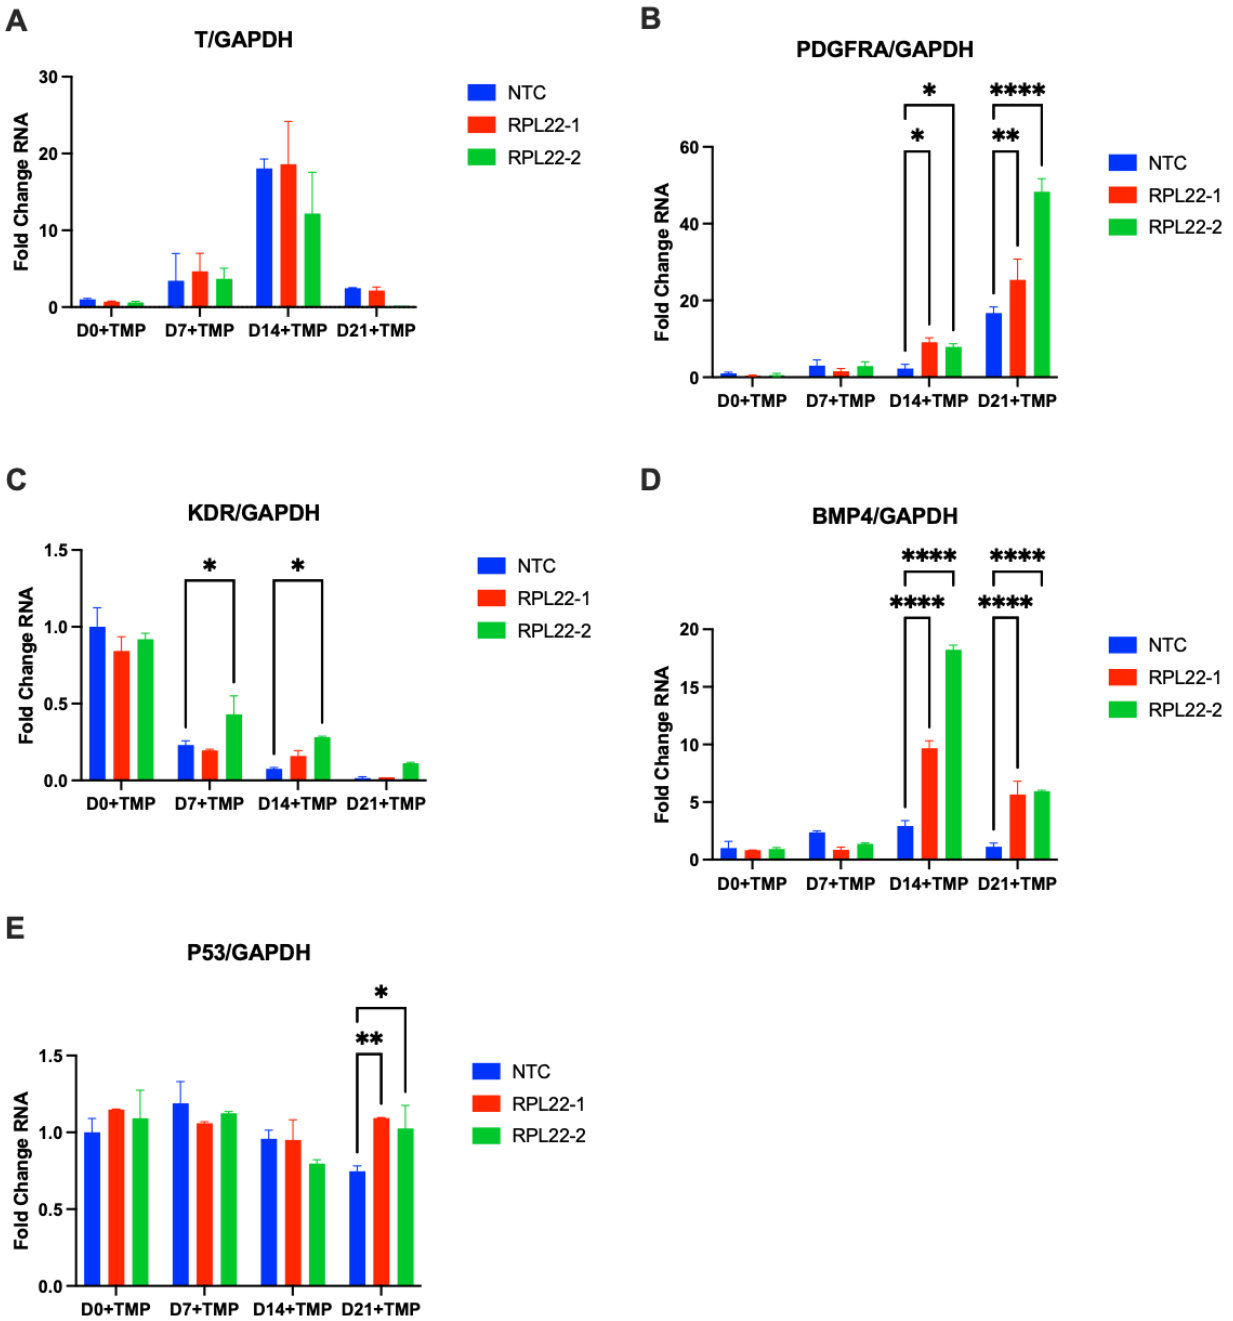 A
T/GAPDH
Fold Change RNA
30
20
10
0
D0+TMP D7+TMP D14+TMP D21+TMP
NTC
RPL22-1
RPL22-2
B
PDGFRA/GAPDH
Fold Change RNA
60
40
20
0
* *
* **
****
D0+TMP D7+TMP D14+TMP D21+TMP
NTC
RPL22-1
RPL22-2
C
KDR/GAPDH
Fold Change RNA
1.5
1.0
0.5
0.0
* *
D0+TMP D7+TMP D14+TMP D21+TMP
NTC
RPL22-1
RPL22-2
D
BMP4/GAPDH
Fold Change RNA
20
15
10
5
0
**** ****
**** ****
D0+TMP D7+TMP D14+TMP D21+TMP
NTC
RPL22-1
RPL22-2
E
P53/GAPDH
Fold Change RNA
1.5
1.0
0.5
0.0
*
**
D0+TMP D7+TMP D14+TMP D21+TMP
NTC
RPL22-1
RPL22-2